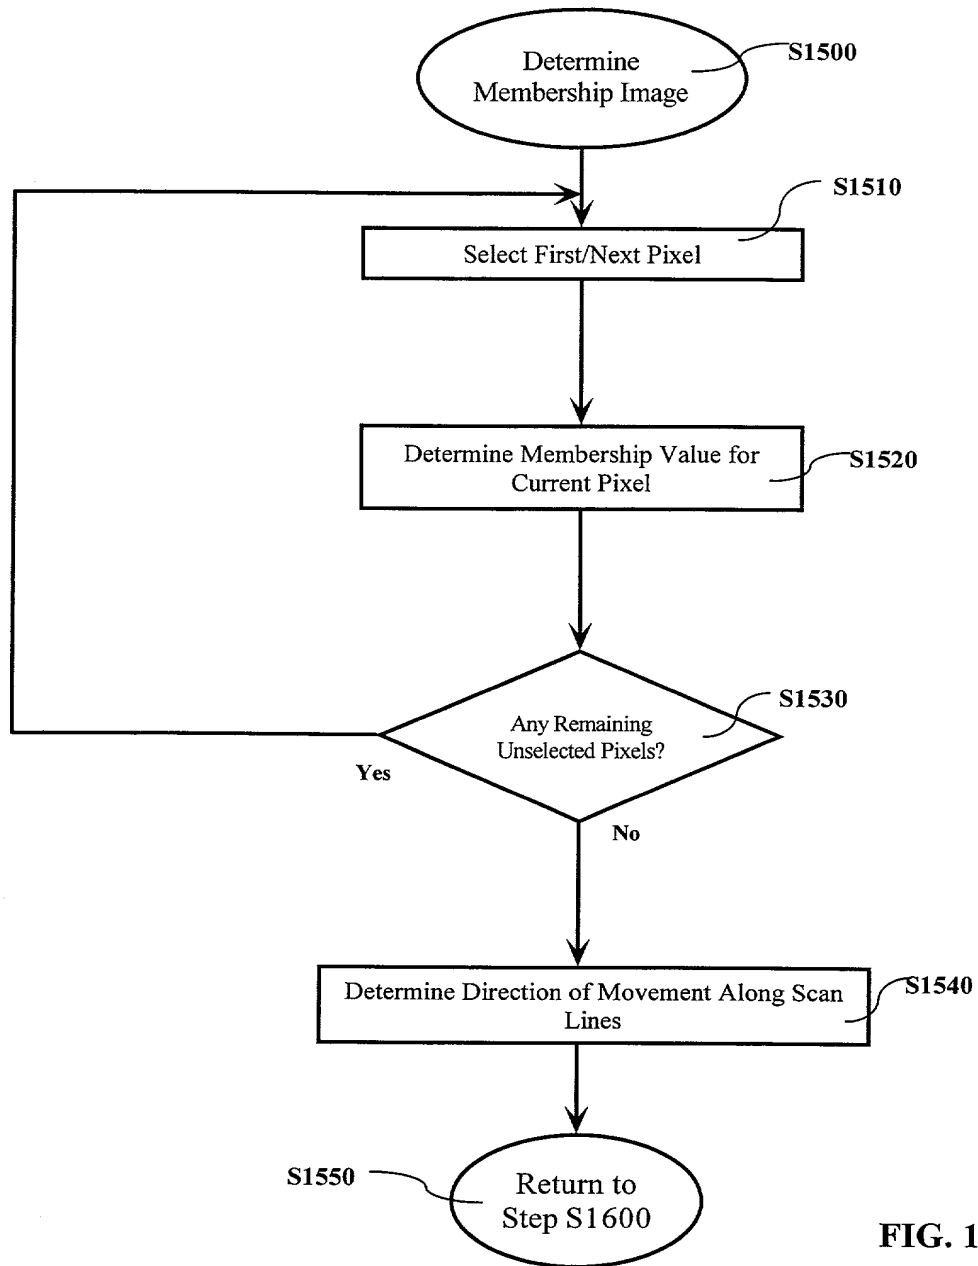 Determine
Membership Image
S1500
S1510
Select First/Next Pixel
Determine Membership Value for
Current Pixel
S1520
S1530
Any Remaining
Unselected Pixels?
Yes
No
Determine Direction of Movement Along Scan
Lines
S1540
S1550
Return to
Step S1600
FIG. 1